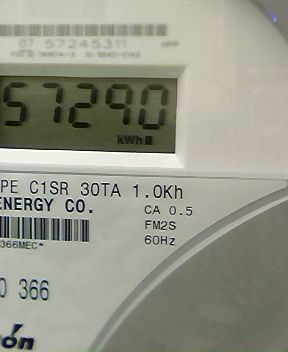 07 57245311
57290
kWh
PE C1SR 30TA 1.0Kh
ENERGY CO.
CA 0.5
FM2S
60Hz
366MEC*
0 366
ón